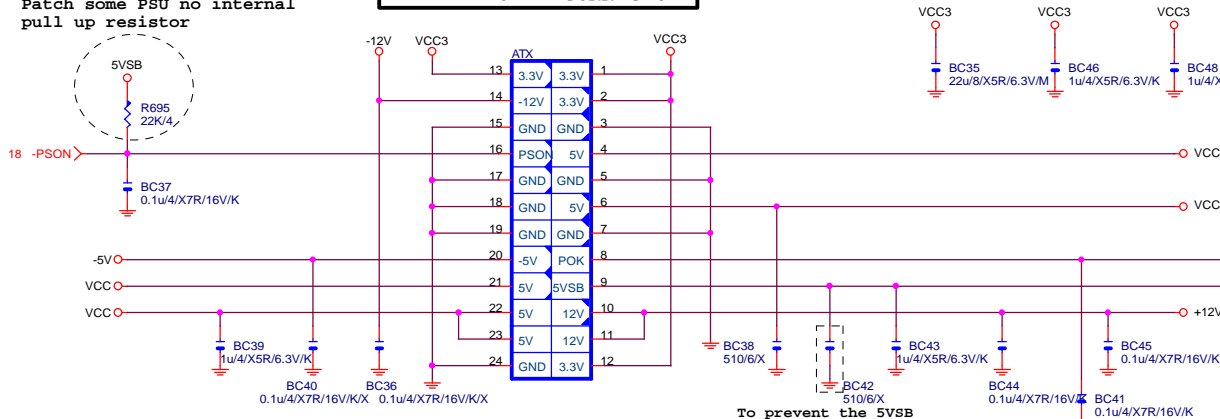 Patch some PSU no internal
pull up resistor
5VSB
R695
22K/4
18 -PSON
BC37
0.1u/4/X7R/16V/K
-12V
VCC3
ATX
VCC3
13 3.3V 3.3V 1
14 -12V 3.3V 2
15 GND GND 3
16 PSON 5V 4
17 GND GND 5
18 GND 5V 6
19 GND GND 7
20 -5V POK 8
21 5V 5VSB 9
22 5V 12V 10
23 5V 12V 11
24 GND 3.3V 12
-5V
VCC
VCC
BC39
1u/4/X5R/6.3V/K
BC40
0.1u/4/X7R/16V/K/X
BC36
0.1u/4/X7R/16V/K/X
VCC3
BC35
22u/8/X5R/6.3V/M
VCC3
BC46
1u/4/X5R/6.3V/K
VCC3
BC48
1u/4/X
VCC
VCC
+12V
BC38
510/6/X
BC42
510/6/X
BC43
1u/4/X5R/6.3V/K
BC44
0.1u/4/X7R/16V/K
BC45
0.1u/4/X7R/16V/K
BC41
0.1u/4/X7R/16V/K
To prevent the 5VSB